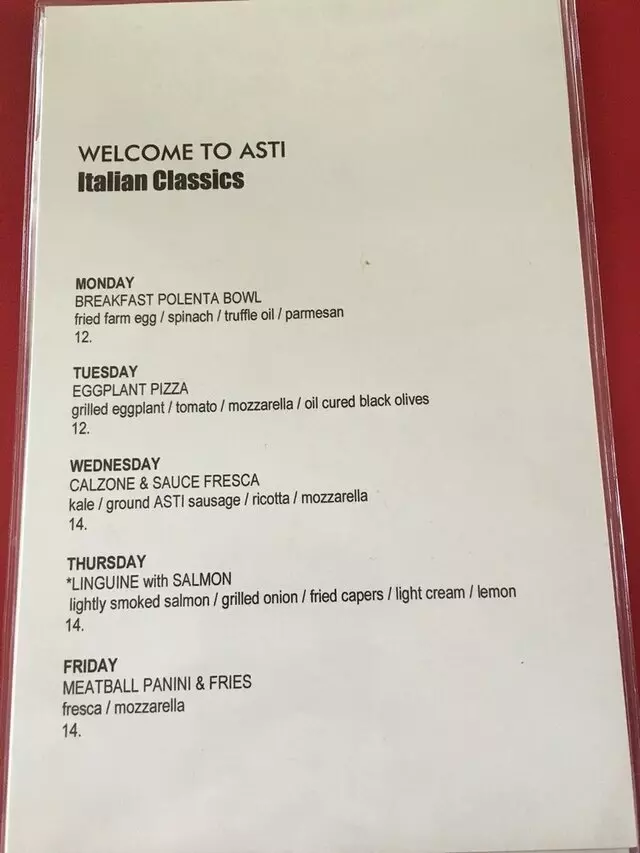 WELCOME TO ASTI
Italian Classics
MONDAY
BREAKFAST POLENTA BOWL
fried farm egg / spinach / truffle oil / parmesan
12.
TUESDAY
EGGPLANT PIZZA
grilled eggplant / tomato / mozzarella / oil cured black olives
12.
WEDNESDAY
CALZONE & SAUCE FRESCA
kale / ground ASTI sausage / ricotta / mozzarella
14.
THURSDAY
*LINGUINE with SALMON
lightly smoked salmon / grilled onion / fried capers / light cream / lemon
14.
FRIDAY
MEATBALL PANINI & FRIES
fresca / mozzarella
14.